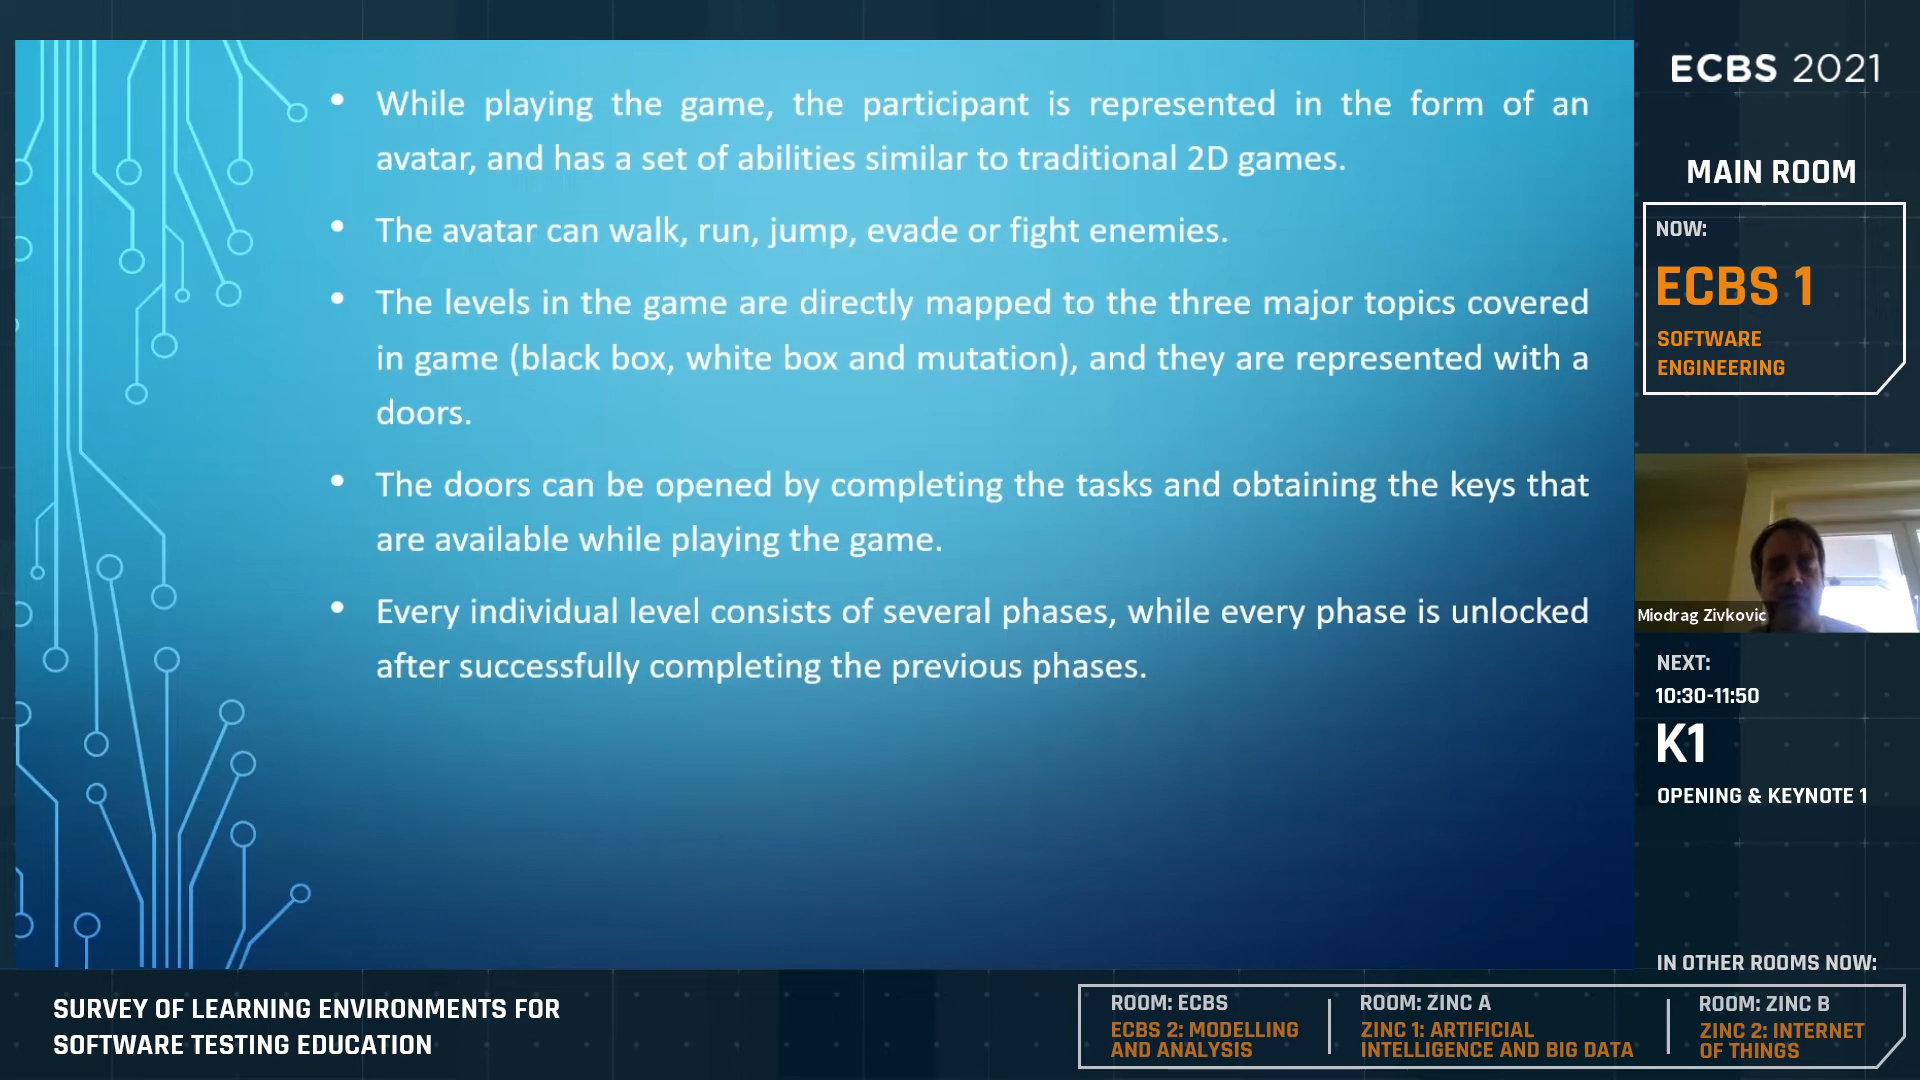 • While playing the game, the participant is represented in the form of an
avatar, and has a set of abilities similar to traditional 2D games.
• The avatar can walk, run, jump, evade or fight enemies.
• The levels in the game are directly mapped to the three major topics covered
in game (black box, white box and mutation), and they are represented with a
doors.
• The doors can be opened by completing the tasks and obtaining the keys that
are available while playing the game.
• Every individual level consists of several phases, while every phase is unlocked
after successfully completing the previous phases.
ECBS 2021
MAIN ROOM
NOW:
ECBS 1
SOFTWARE
ENGINEERING
Miodrag Zivkovic
NEXT:
10:30-11:50
K1
OPENING & KEYNOTE 1
IN OTHER ROOMS NOW:
SURVEY OF LEARNING ENVIRONMENTS FOR
SOFTWARE TESTING EDUCATION
ROOM: ECBS
ECBS 2: MODELLING
AND ANALYSIS
ROOM: ZINC A
ZINC 1: ARTIFICIAL
INTELLIGENCE AND BIG DATA
ROOM: ZINC B
ZINC 2: INTERNET
OF THINGS